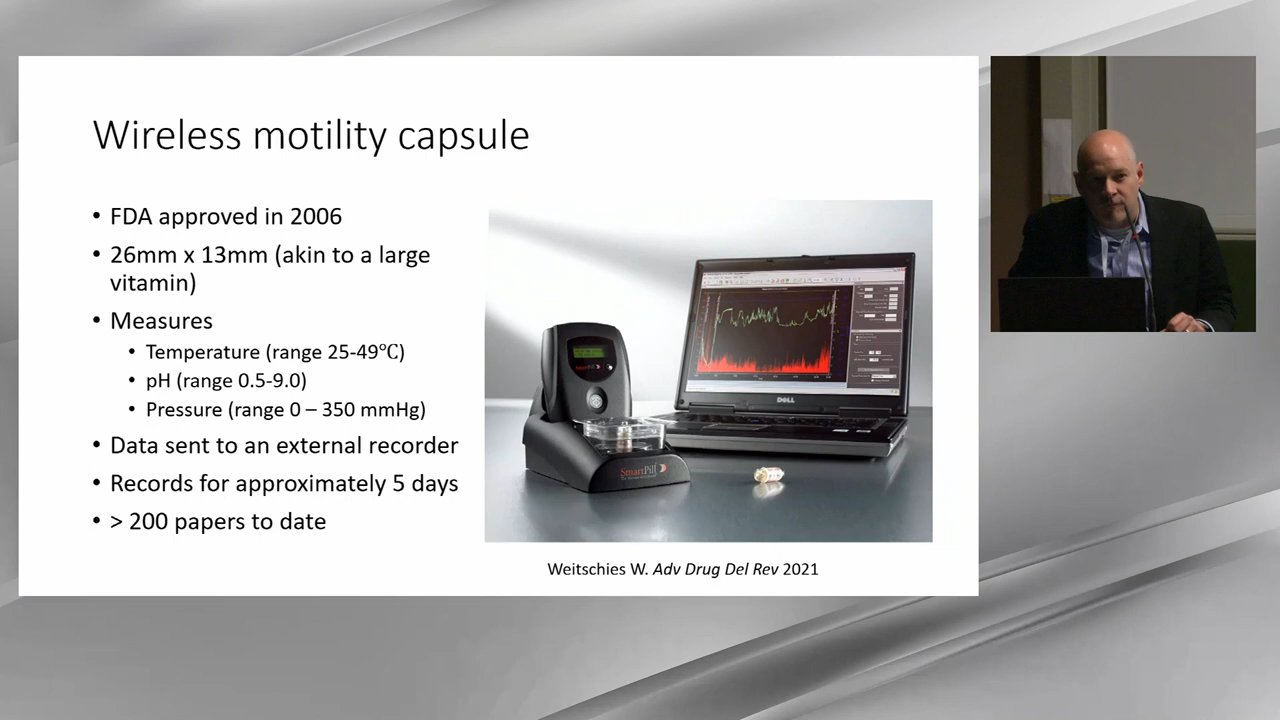 Wireless motility capsule
• FDA approved in 2006
• 26mm x 13mm (akin to a large
vitamin)
• Measures
• Temperature (range 25-49℃)
• pH (range 0.5-9.0)
• Pressure (range 0 – 350 mmHg)
• Data sent to an external recorder
• Records for approximately 5 days
• > 200 papers to date
SmartPill
DELL
Weitschies W. Adv Drug Del Rev 2021